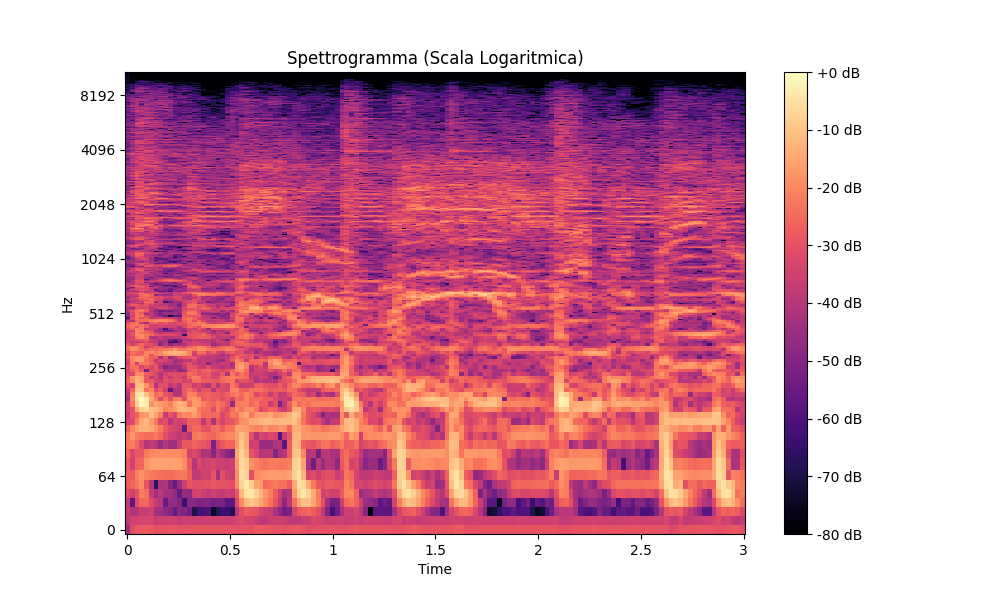 Spettrogramma (Scala Logaritmica)
Hz
8192
4096
2048
1024
512
256
128
64
0
0
0.5
1
1.5
2
2.5
3
Time
+0 dB
-10 dB
-20 dB
-30 dB
-40 dB
-50 dB
-60 dB
-70 dB
-80 dB